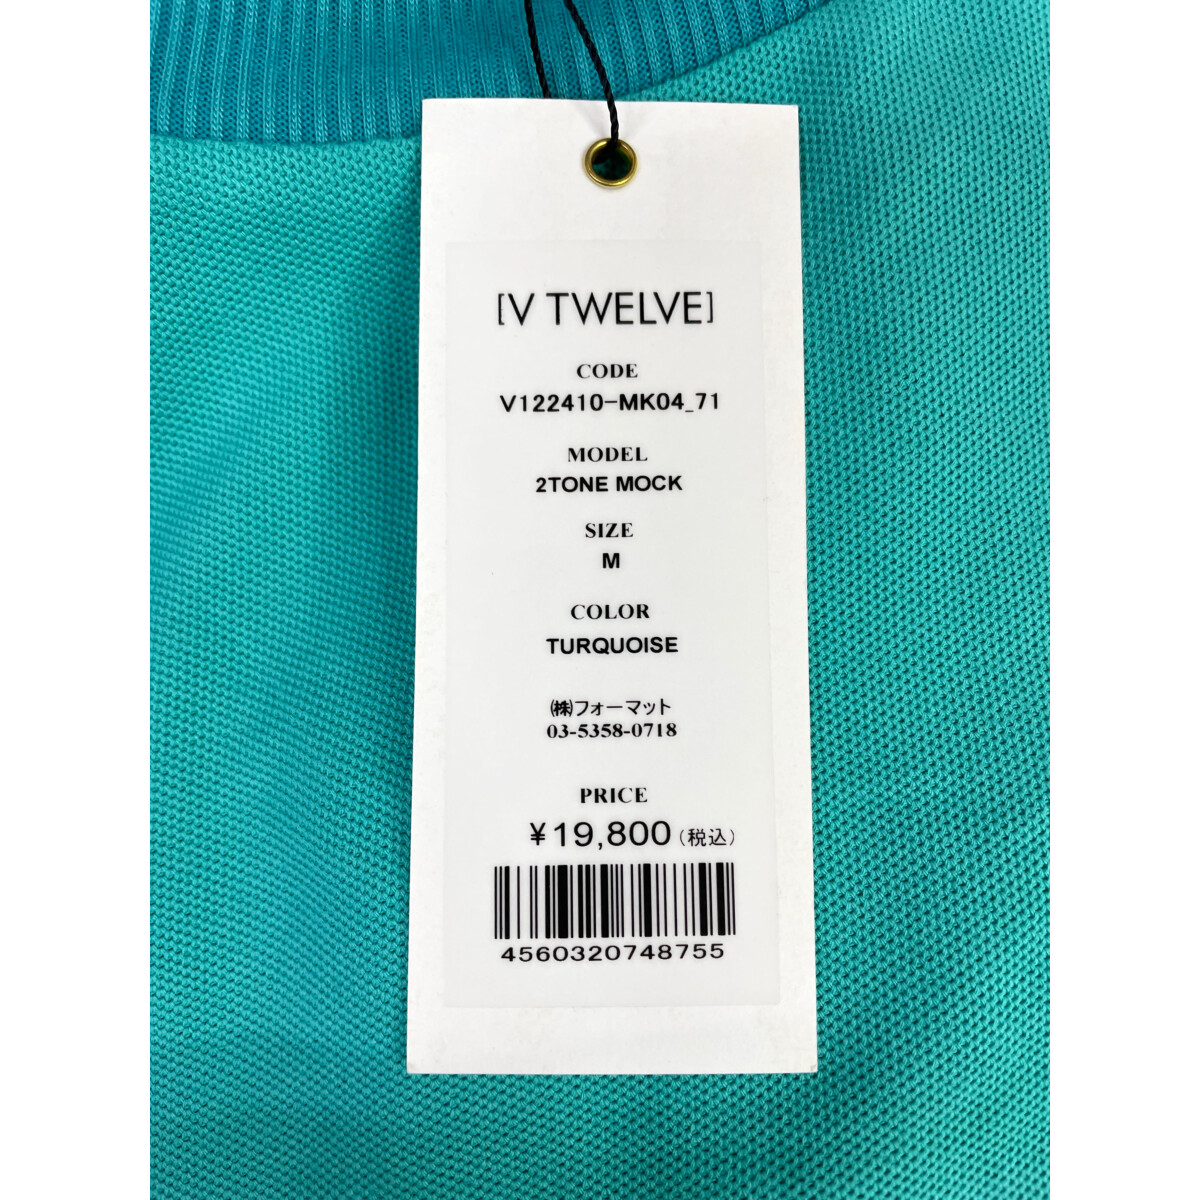 [V TWELVE]
CODE
V122410-MK04_71
MODEL
2TONE MOCK
SIZE
M
COLOR
TURQUOISE
㈱フォーマット
03-5358-0718
PRICE
¥19,800(税込)
4560320748755